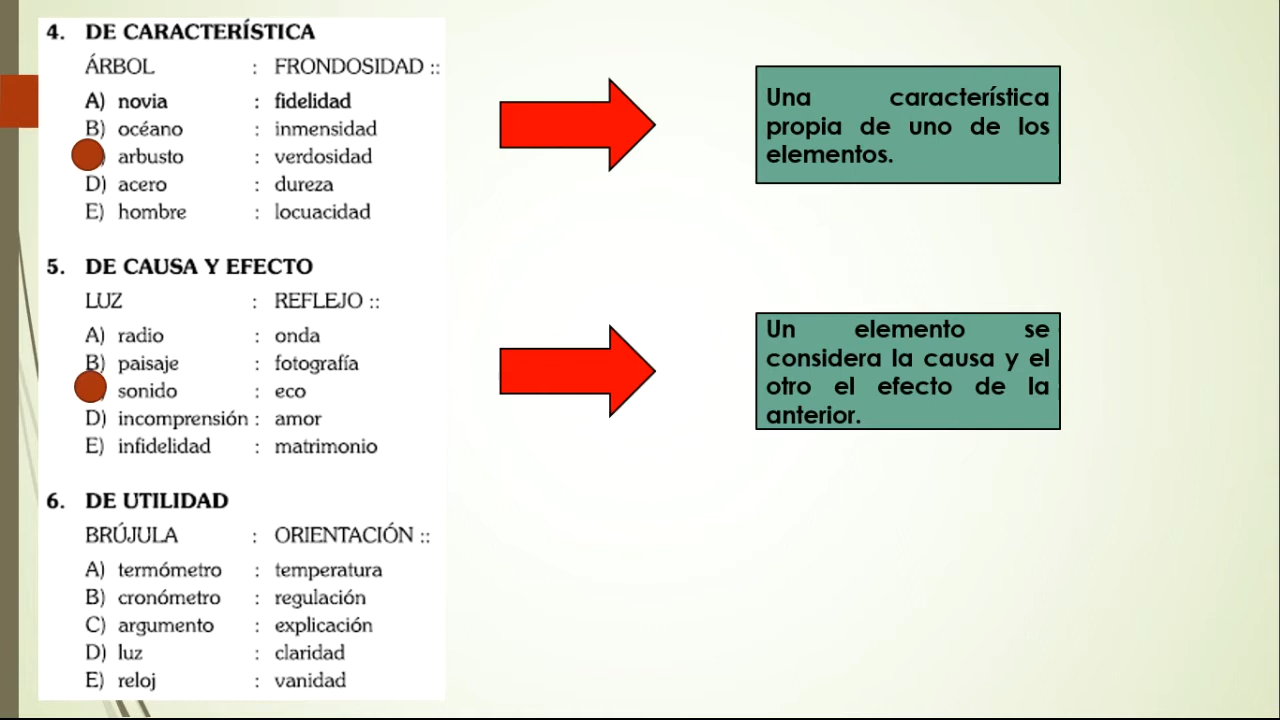 4. DE CARACTERÍSTICA
ÁRBOL : FRONDOSIDAD ::
A) novia : fidelidad
B) océano : inmensidad
) arbusto : verdosidad
D) acero : dureza
E) hombre : locuacidad
5. DE CAUSA Y EFECTO
LUZ : REFLEJO ::
A) radio : onda
B) paisaje : fotografía
sonido : eco
D) incomprensión : amor
E) infidelidad : matrimonio
6. DE UTILIDAD
BRÚJULA : ORIENTACIÓN ::
A) termómetro : temperatura
B) cronómetro : regulación
C) argumento : explicación
D) luz : claridad
E) reloj : vanidad
Una característica
propia de uno de los
elementos.
Un elemento se
considera la causa y el
otro el efecto de la
anterior.